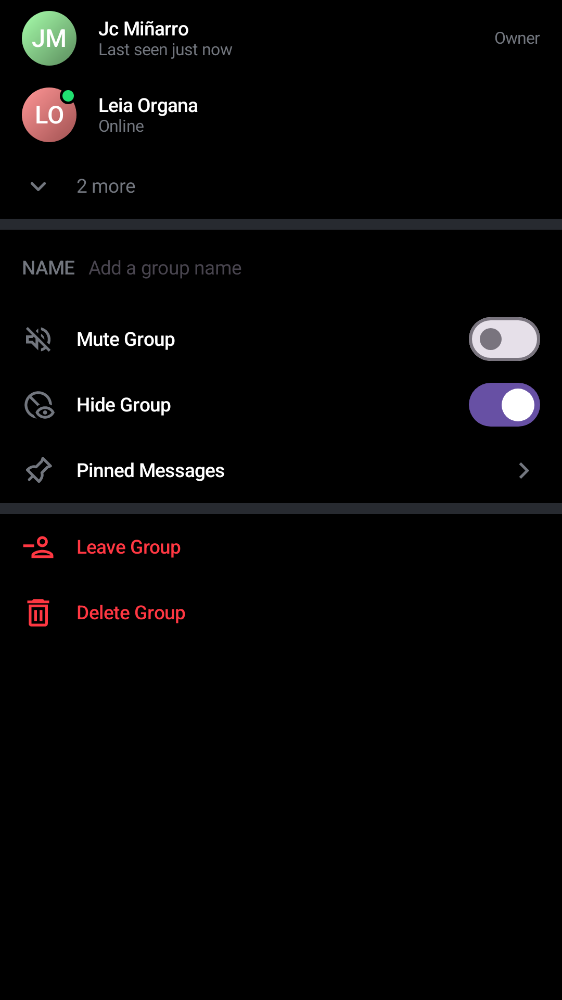 JM
Jc Miñarro
Last seen just now
Owner
LO
Leia Organa
Online
2 more
NAME Add a group name
Mute Group
Hide Group
Pinned Messages
Leave Group
Delete Group